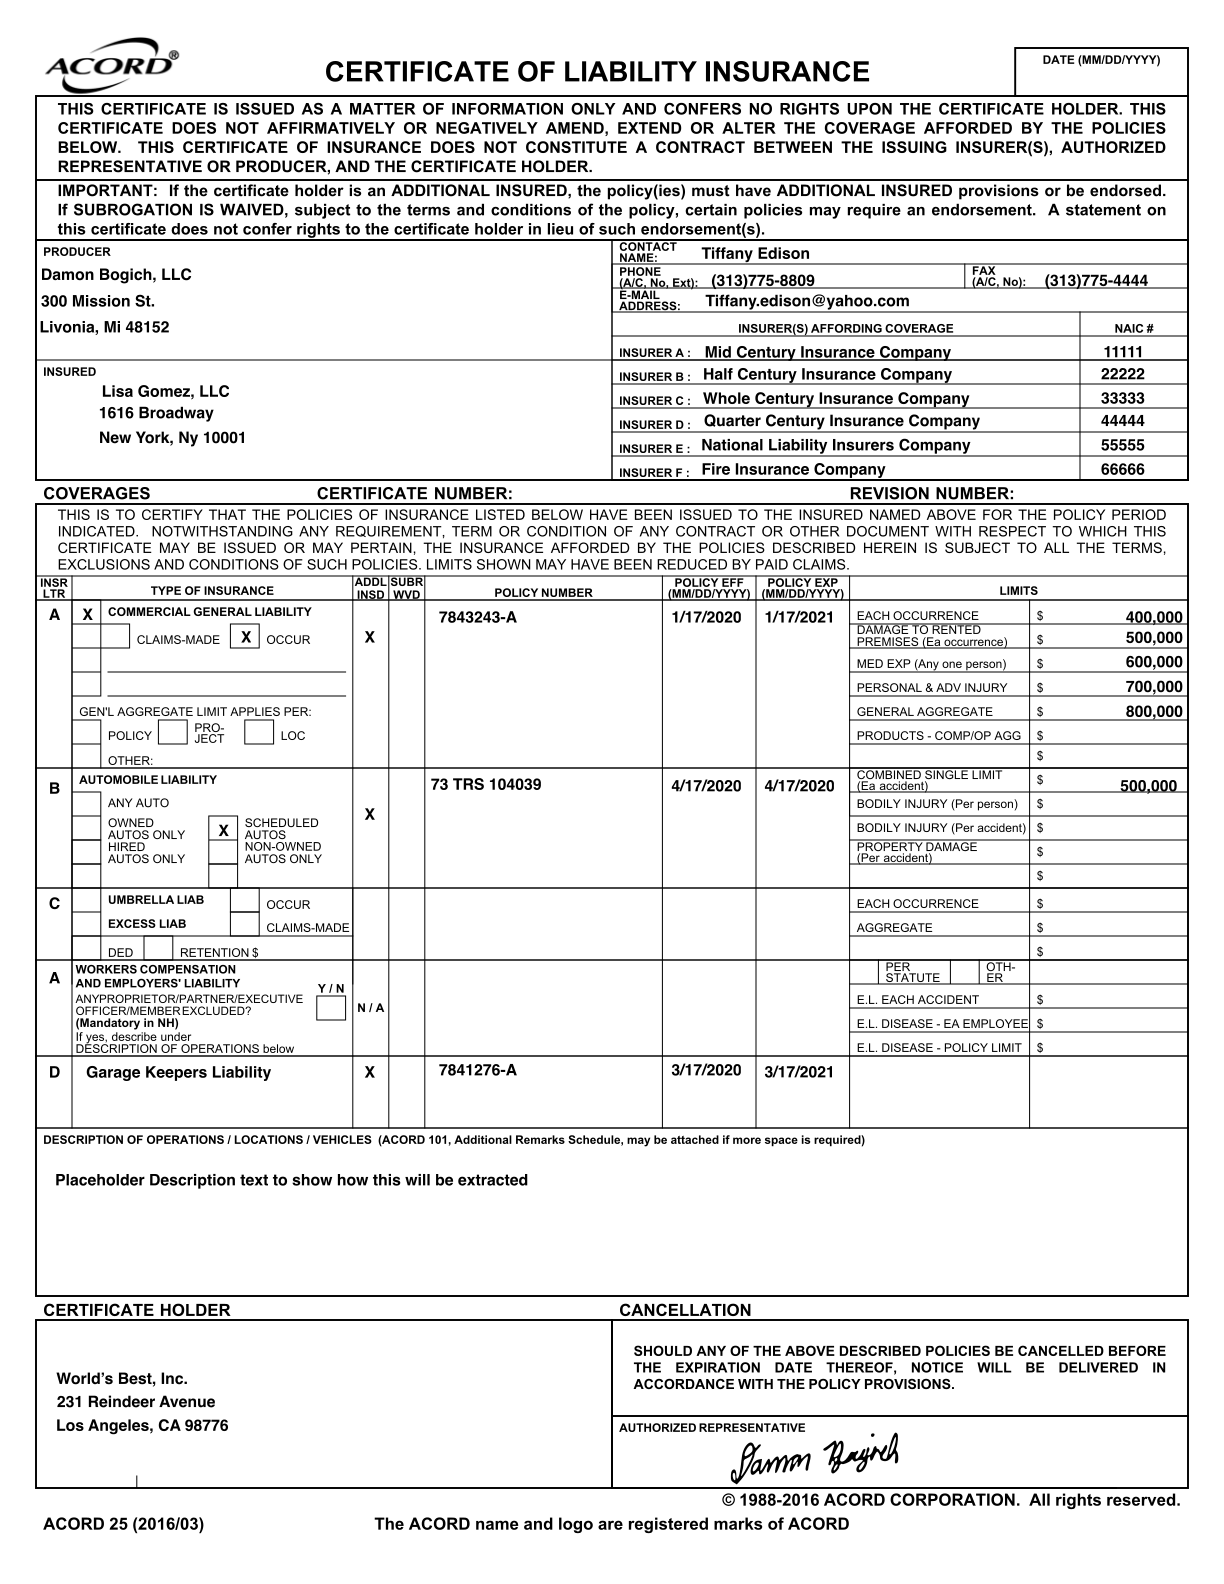 ACORD®
CERTIFICATE OF LIABILITY INSURANCE
DATE (MM/DD/YYYY)
THIS CERTIFICATE IS ISSUED AS A MATTER OF INFORMATION ONLY AND CONFERS NO RIGHTS UPON THE CERTIFICATE HOLDER. THIS
CERTIFICATE DOES NOT AFFIRMATIVELY OR NEGATIVELY AMEND, EXTEND OR ALTER THE COVERAGE AFFORDED BY THE POLICIES
BELOW. THIS CERTIFICATE OF INSURANCE DOES NOT CONSTITUTE A CONTRACT BETWEEN THE ISSUING INSURER(S), AUTHORIZED
REPRESENTATIVE OR PRODUCER, AND THE CERTIFICATE HOLDER.
IMPORTANT: If the certificate holder is an ADDITIONAL INSURED, the policy(ies) must have ADDITIONAL INSURED provisions or be endorsed.
If SUBROGATION IS WAIVED, subject to the terms and conditions of the policy, certain policies may require an endorsement. A statement on
this certificate does not confer rights to the certificate holder in lieu of such endorsement(s).
PRODUCER
Damon Bogich, LLC
300 Mission St.
Livonia, Mi 48152
CONTACT NAME: Tiffany Edison
PHONE (A/C, No, Ext): (313)775-8809
FAX (A/C, No): (313)775-4444
E-MAIL ADDRESS: Tiffany.edison@yahoo.com
INSURER(S) AFFORDING COVERAGE NAIC #
INSURER A : Mid Century Insurance Company 11111
INSURED
Lisa Gomez, LLC
1616 Broadway
New York, Ny 10001
INSURER B : Half Century Insurance Company 22222
INSURER C : Whole Century Insurance Company 33333
INSURER D : Quarter Century Insurance Company 44444
INSURER E : National Liability Insurers Company 55555
INSURER F : Fire Insurance Company 66666
COVERAGES CERTIFICATE NUMBER: REVISION NUMBER:
THIS IS TO CERTIFY THAT THE POLICIES OF INSURANCE LISTED BELOW HAVE BEEN ISSUED TO THE INSURED NAMED ABOVE FOR THE POLICY PERIOD
INDICATED. NOTWITHSTANDING ANY REQUIREMENT, TERM OR CONDITION OF ANY CONTRACT OR OTHER DOCUMENT WITH RESPECT TO WHICH THIS
CERTIFICATE MAY BE ISSUED OR MAY PERTAIN, THE INSURANCE AFFORDED BY THE POLICIES DESCRIBED HEREIN IS SUBJECT TO ALL THE TERMS,
EXCLUSIONS AND CONDITIONS OF SUCH POLICIES. LIMITS SHOWN MAY HAVE BEEN REDUCED BY PAID CLAIMS.
INSR LTR TYPE OF INSURANCE ADDL INSD SUBR WVD POLICY NUMBER POLICY EFF (MM/DD/YYYY) POLICY EXP (MM/DD/YYYY) LIMITS
A X COMMERCIAL GENERAL LIABILITY 7843243-A 1/17/2020 1/17/2021 EACH OCCURRENCE $ 400,000
CLAIMS-MADE X OCCUR X DAMAGE TO RENTED PREMISES (Ea occurrence) $ 500,000
MED EXP (Any one person) $ 600,000
PERSONAL & ADV INJURY $ 700,000
GEN'L AGGREGATE LIMIT APPLIES PER: GENERAL AGGREGATE $ 800,000
POLICY PRO-JECT LOC PRODUCTS - COMP/OP AGG $
OTHER: $
B AUTOMOBILE LIABILITY 73 TRS 104039 4/17/2020 4/17/2020 COMBINED SINGLE LIMIT (Ea accident) $ 500,000
ANY AUTO X BODILY INJURY (Per person) $
OWNED AUTOS ONLY X SCHEDULED AUTOS BODILY INJURY (Per accident) $
HIRED AUTOS ONLY NON-OWNED AUTOS ONLY PROPERTY DAMAGE (Per accident) $
$
C UMBRELLA LIAB OCCUR EACH OCCURRENCE $
EXCESS LIAB CLAIMS-MADE AGGREGATE $
DED RETENTION $ $
A WORKERS COMPENSATION AND EMPLOYERS' LIABILITY Y / N PER STATUTE OTH-ER
ANYPROPRIETOR/PARTNER/EXECUTIVE OFFICER/MEMBER EXCLUDED? N / A E.L. EACH ACCIDENT $
(Mandatory in NH) E.L. DISEASE - EA EMPLOYEE $
If yes, describe under DESCRIPTION OF OPERATIONS below E.L. DISEASE - POLICY LIMIT $
D Garage Keepers Liability X 7841276-A 3/17/2020 3/17/2021
DESCRIPTION OF OPERATIONS / LOCATIONS / VEHICLES (ACORD 101, Additional Remarks Schedule, may be attached if more space is required)
Placeholder Description text to show how this will be extracted
CERTIFICATE HOLDER
World's Best, Inc.
231 Reindeer Avenue
Los Angeles, CA 98776
CANCELLATION
SHOULD ANY OF THE ABOVE DESCRIBED POLICIES BE CANCELLED BEFORE
THE EXPIRATION DATE THEREOF, NOTICE WILL BE DELIVERED IN
ACCORDANCE WITH THE POLICY PROVISIONS.
AUTHORIZED REPRESENTATIVE
© 1988-2016 ACORD CORPORATION. All rights reserved.
ACORD 25 (2016/03) The ACORD name and logo are registered marks of ACORD